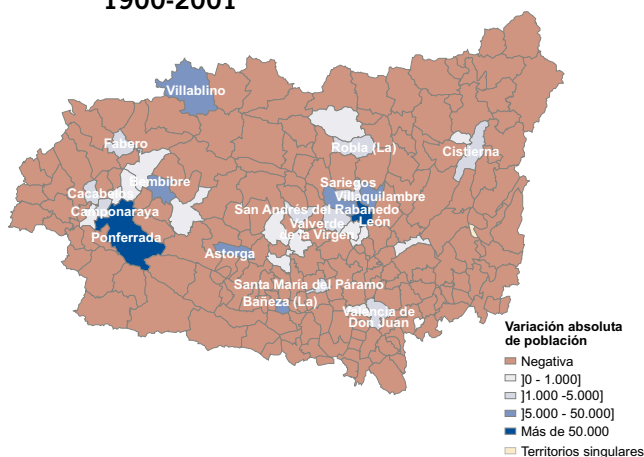 1900-2001
Villablino
Fabero
Robla (La)
Cistierna
Bembibre
Sariegos
Cacabelos
Villaquilambre
Camponaraya
San Andrés del Rabanedo
León
Valverde
de la Virgen
Ponferrada
Astorga
Santa María del Páramo
Bañeza (La)
Valencia de
Don Juan
Variación absoluta
de población
Negativa
]0 - 1.000]
]1.000 -5.000]
]5.000 - 50.000]
Más de 50.000
Territorios singulares